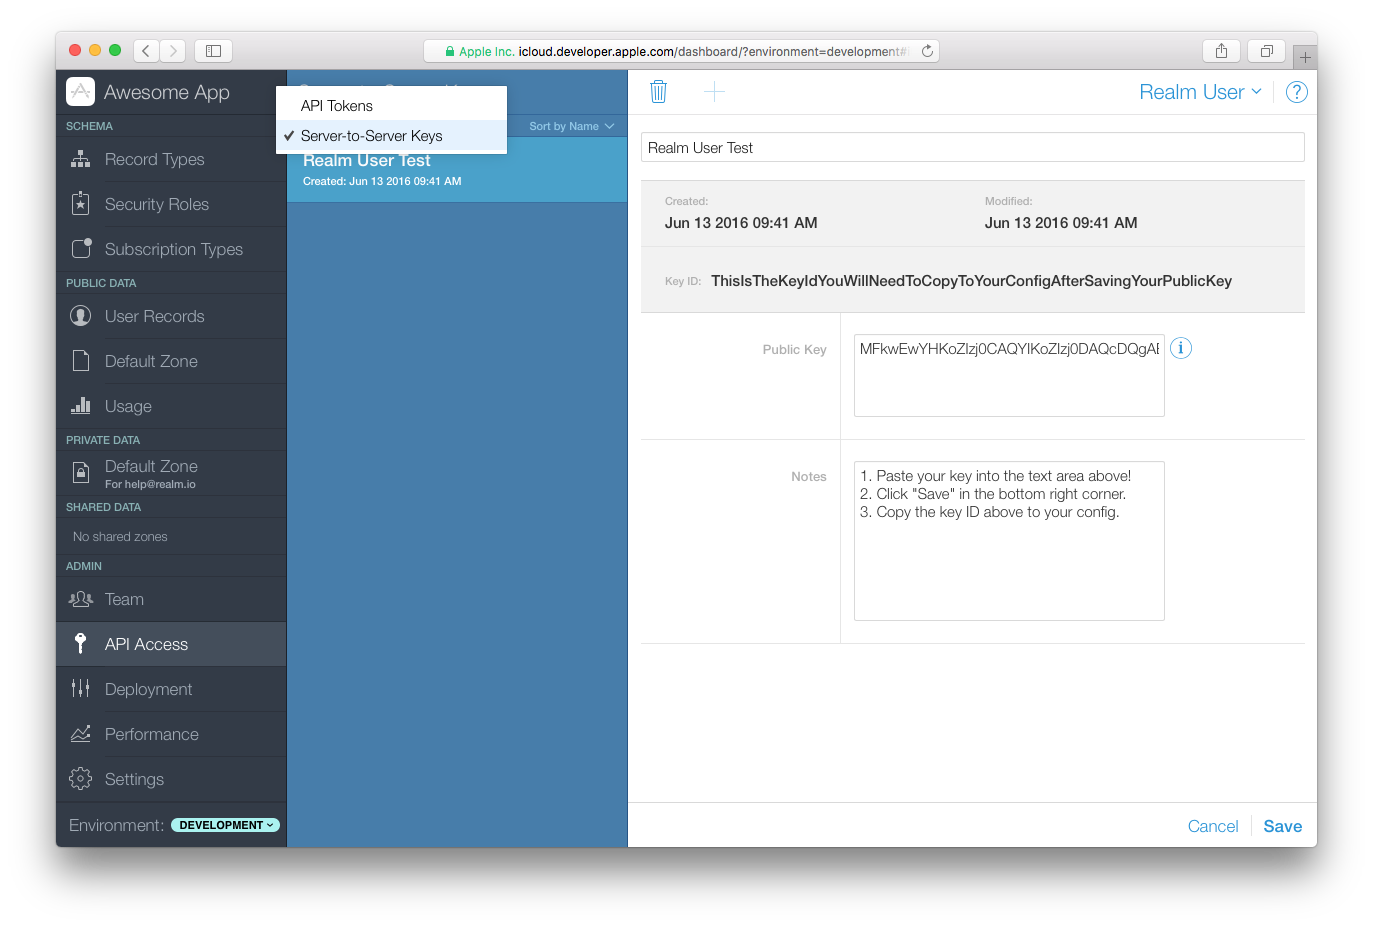 Apple Inc. icloud.developer.apple.com/dashboard/?environment=development#
Awesome App
SCHEMA
Record Types
Security Roles
Subscription Types
PUBLIC DATA
User Records
Default Zone
Usage
PRIVATE DATA
Default Zone
For help@realm.io
SHARED DATA
No shared zones
ADMIN
Team
API Access
Deployment
Performance
Settings
Environment: DEVELOPMENT
API Tokens
Server-to-Server Keys
Sort by Name
Realm User Test
Created: Jun 13 2016 09:41 AM
Realm User
?
Realm User Test
Created:
Jun 13 2016 09:41 AM
Modified:
Jun 13 2016 09:41 AM
Key ID: ThisIsTheKeyIdYouWillNeedToCopyToYourConfigAfterSavingYourPublicKey
Public Key
MFkwEwYHKoZIzj0CAQYIKoZIzj0DAQcDQgAE
i
Notes
1. Paste your key into the text area above!
2. Click "Save" in the bottom right corner.
3. Copy the key ID above to your config.
Cancel
Save